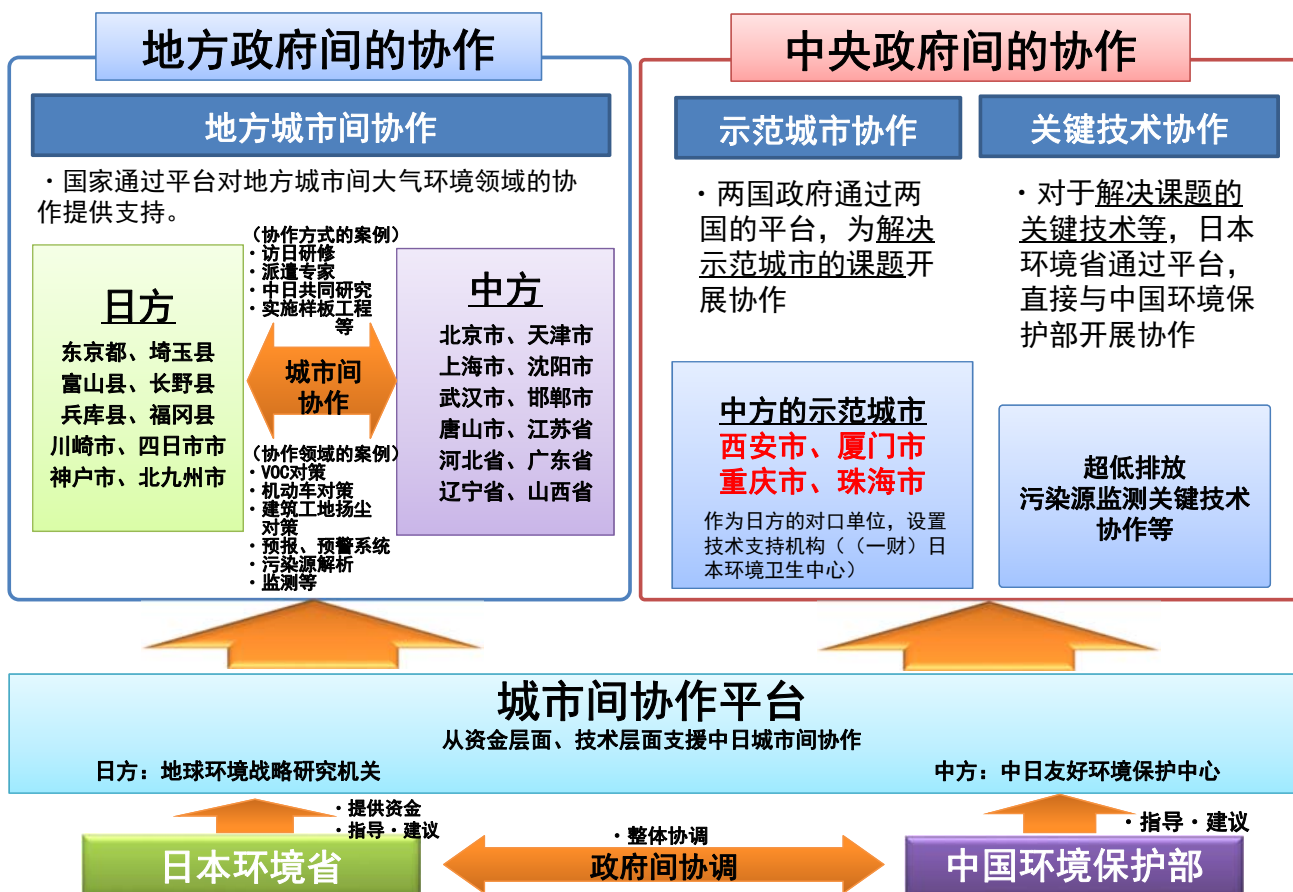 地方政府间的协作
地方城市间协作
・国家通过平台对地方城市间大气环境领域的协
作提供支持。
日方
东京都、埼玉县
富山县、长野县
兵库县、福冈县
川崎市、四日市市
神户市、北九州市
（协作方式的案例）
・访日研修
・派遣专家
・中日共同研究
・实施样板工程
等
城市间
协作
（协作领域的案例）
・VOC对策
・机动车对策
・建筑工地扬尘
对策
・预报、预警系统
・污染源解析
・监测等
中方
北京市、天津市
上海市、沈阳市
武汉市、邯郸市
唐山市、江苏省
河北省、广东省
辽宁省、山西省
中央政府间的协作
示范城市协作
・两国政府通过两
国的平台，为解决
示范城市的课题开
展协作
中方的示范城市
西安市、厦门市
重庆市、珠海市
作为日方的对口单位，设置
技术支持机构（（一财）日
本环境卫生中心）
关键技术协作
・对于解决课题的
关键技术等，日本
环境省通过平台，
直接与中国环境保
护部开展协作
超低排放
污染源监测关键技术
协作等
城市间协作平台
从资金层面、技术层面支援中日城市间协作
日方：地球环境战略研究机关
中方：中日友好环境保护中心
・提供资金
・指导・建议
日本环境省
・整体协调
政府间协调
・指导・建议
中国环境保护部